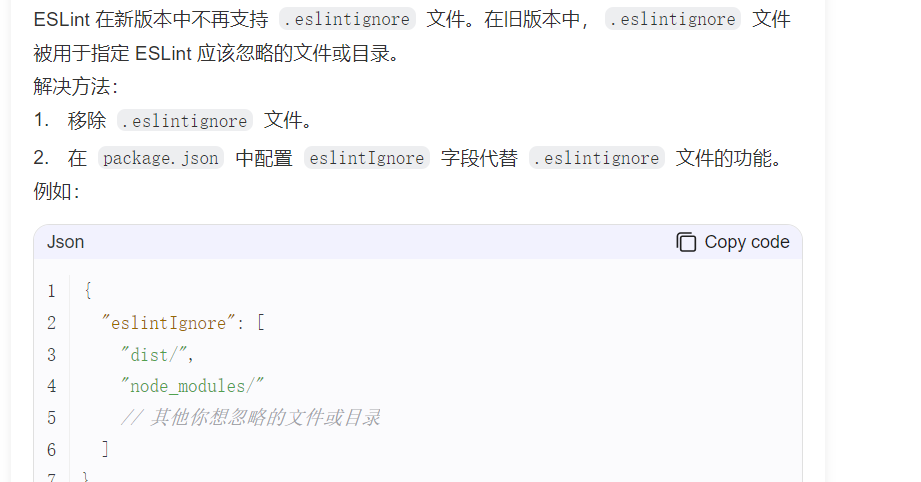 ESLint 在新版本中不再支持 .eslintignore 文件。在旧版本中， .eslintignore 文件
被用于指定 ESLint 应该忽略的文件或目录。
解决方法：
1. 移除 .eslintignore 文件。
2. 在 package.json 中配置 eslintIgnore 字段代替 .eslintignore 文件的功能。
例如：
Json Copy code
1 {
2 "eslintIgnore": [
3 "dist/",
4 "node_modules/"
5 // 其他你想忽略的文件或目录
6 ]
7 }